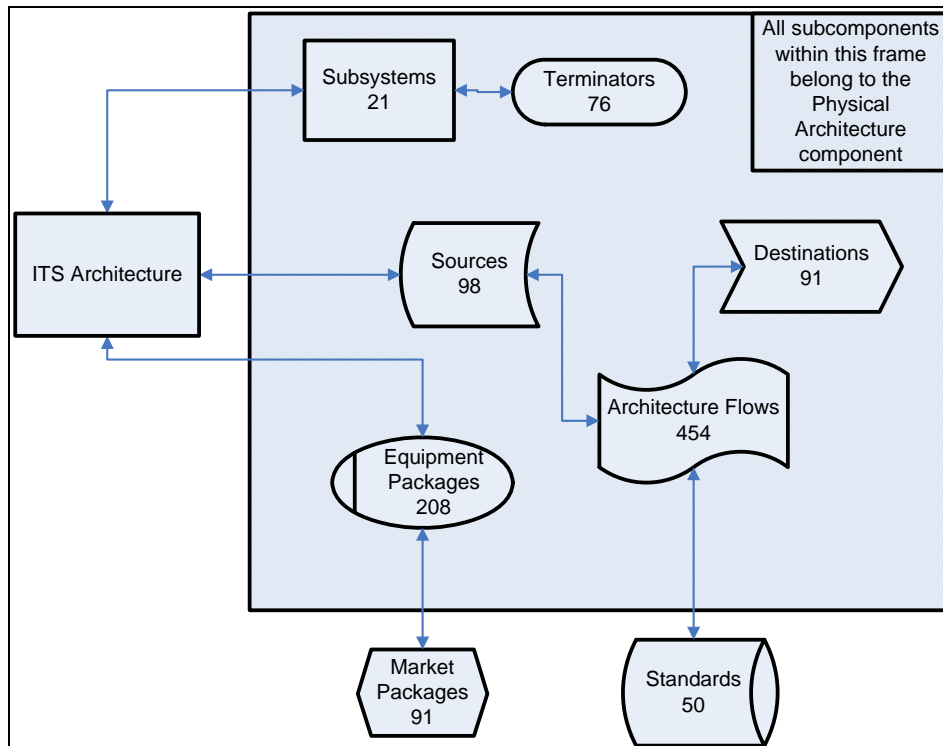 All subcomponents
within this frame
belong to the
Physical
Architecture
component
Subsystems
21
Terminators
76
ITS Architecture
Sources
98
Destinations
91
Architecture Flows
454
Equipment
Packages
208
Market
Packages
91
Standards
50